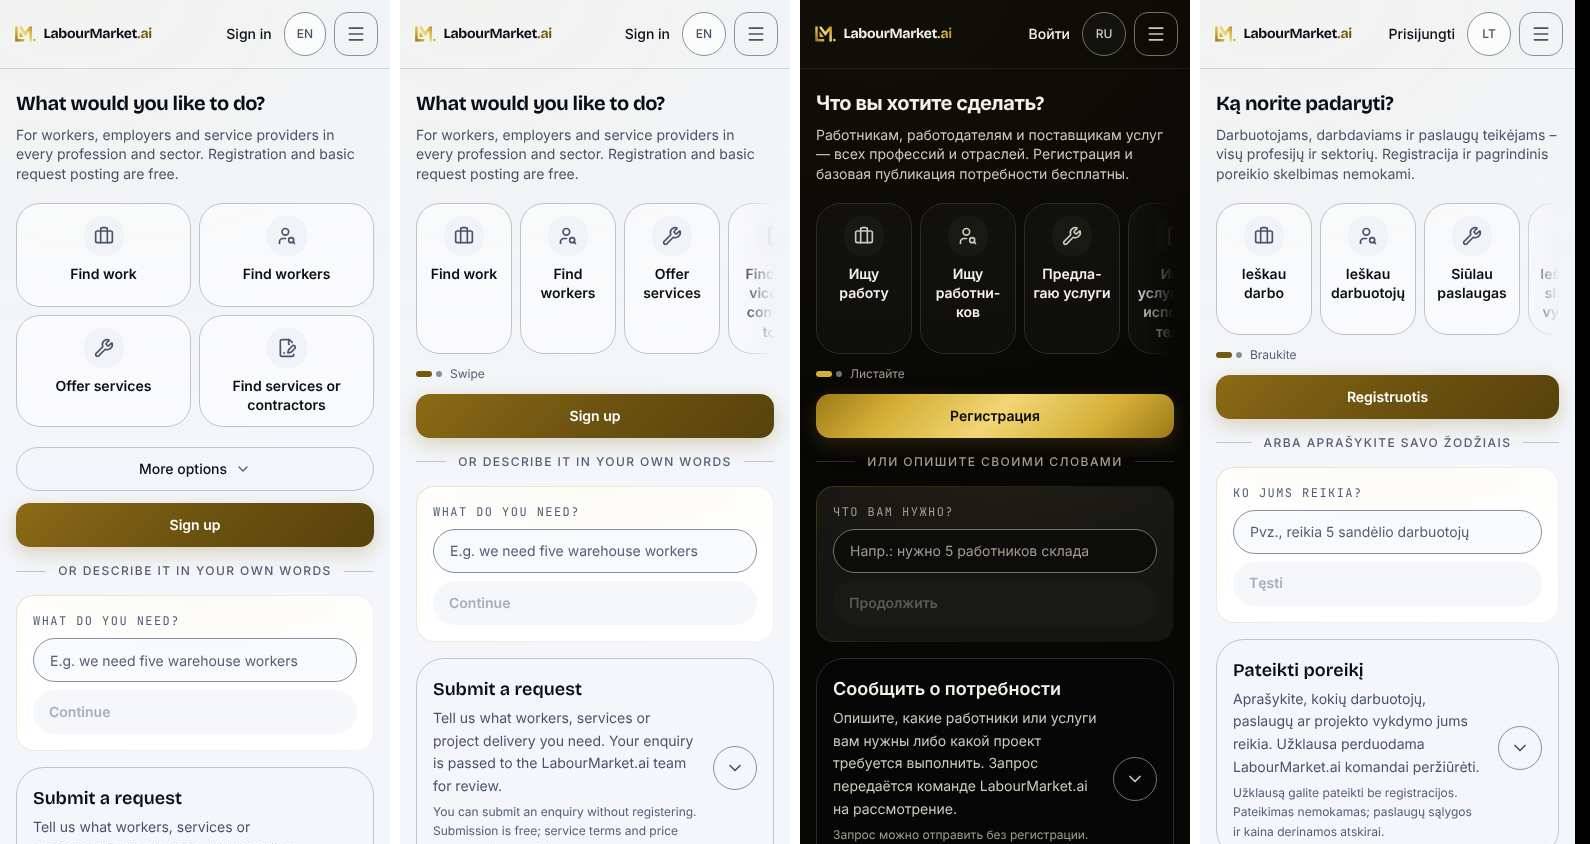 LabourMarket.ai
Sign in
EN
What would you like to do?
For workers, employers and service providers in
every profession and sector. Registration and basic
request posting are free.
Find work
Find workers
Offer services
Find services or
contractors
More options
Sign up
OR DESCRIBE IT IN YOUR OWN WORDS
WHAT DO YOU NEED?
E.g. we need five warehouse workers
Continue
Submit a request
Tell us what workers, services or
LabourMarket.ai
Sign in
EN
What would you like to do?
For workers, employers and service providers in
every profession and sector. Registration and basic
request posting are free.
Find work
Find
workers
Offer
services
Swipe
Sign up
OR DESCRIBE IT IN YOUR OWN WORDS
WHAT DO YOU NEED?
E.g. we need five warehouse workers
Continue
Submit a request
Tell us what workers, services or
project delivery you need. Your enquiry
is passed to the LabourMarket.ai team
for review.
You can submit an enquiry without registering.
Submission is free; service terms and price
LabourMarket.ai
Войти
RU
Что вы хотите сделать?
Работникам, работодателям и поставщикам услуг
— всех профессий и отраслей. Регистрация и
базовая публикация потребности бесплатны.
Ищу
работу
Ищу
работни-
ков
Предла-
гаю услуги
Листайте
Регистрация
ИЛИ ОПИШИТЕ СВОИМИ СЛОВАМИ
ЧТО ВАМ НУЖНО?
Напр.: нужно 5 работников склада
Продолжить
Сообщить о потребности
Опишите, какие работники или услуги
вам нужны либо какой проект
требуется выполнить. Запрос
передаётся команде LabourMarket.ai
на рассмотрение.
Запрос можно отправить без регистрации.
LabourMarket.ai
Prisijungti
LT
Ką norite padaryti?
Darbuotojams, darbdaviams ir paslaugų teikėjams –
visų profesijų ir sektorių. Registracija ir pagrindinis
poreikio skelbimas nemokami.
Ieškau
darbo
Ieškau
darbuotojų
Siūlau
paslaugas
Braukite
Registruotis
ARBA APRAŠYKITE SAVO ŽODŽIAIS
KO JUMS REIKIA?
Pvz., reikia 5 sandėlio darbuotojų
Tęsti
Pateikti poreikį
Aprašykite, kokių darbuotojų,
paslaugų ar projekto vykdymo jums
reikia. Užklausa perduodama
LabourMarket.ai komandai peržiūrėti.
Užklausą galite pateikti be registracijos.
Pateikimas nemokamas; paslaugų sąlygos
ir kaina derinamos atskirai.